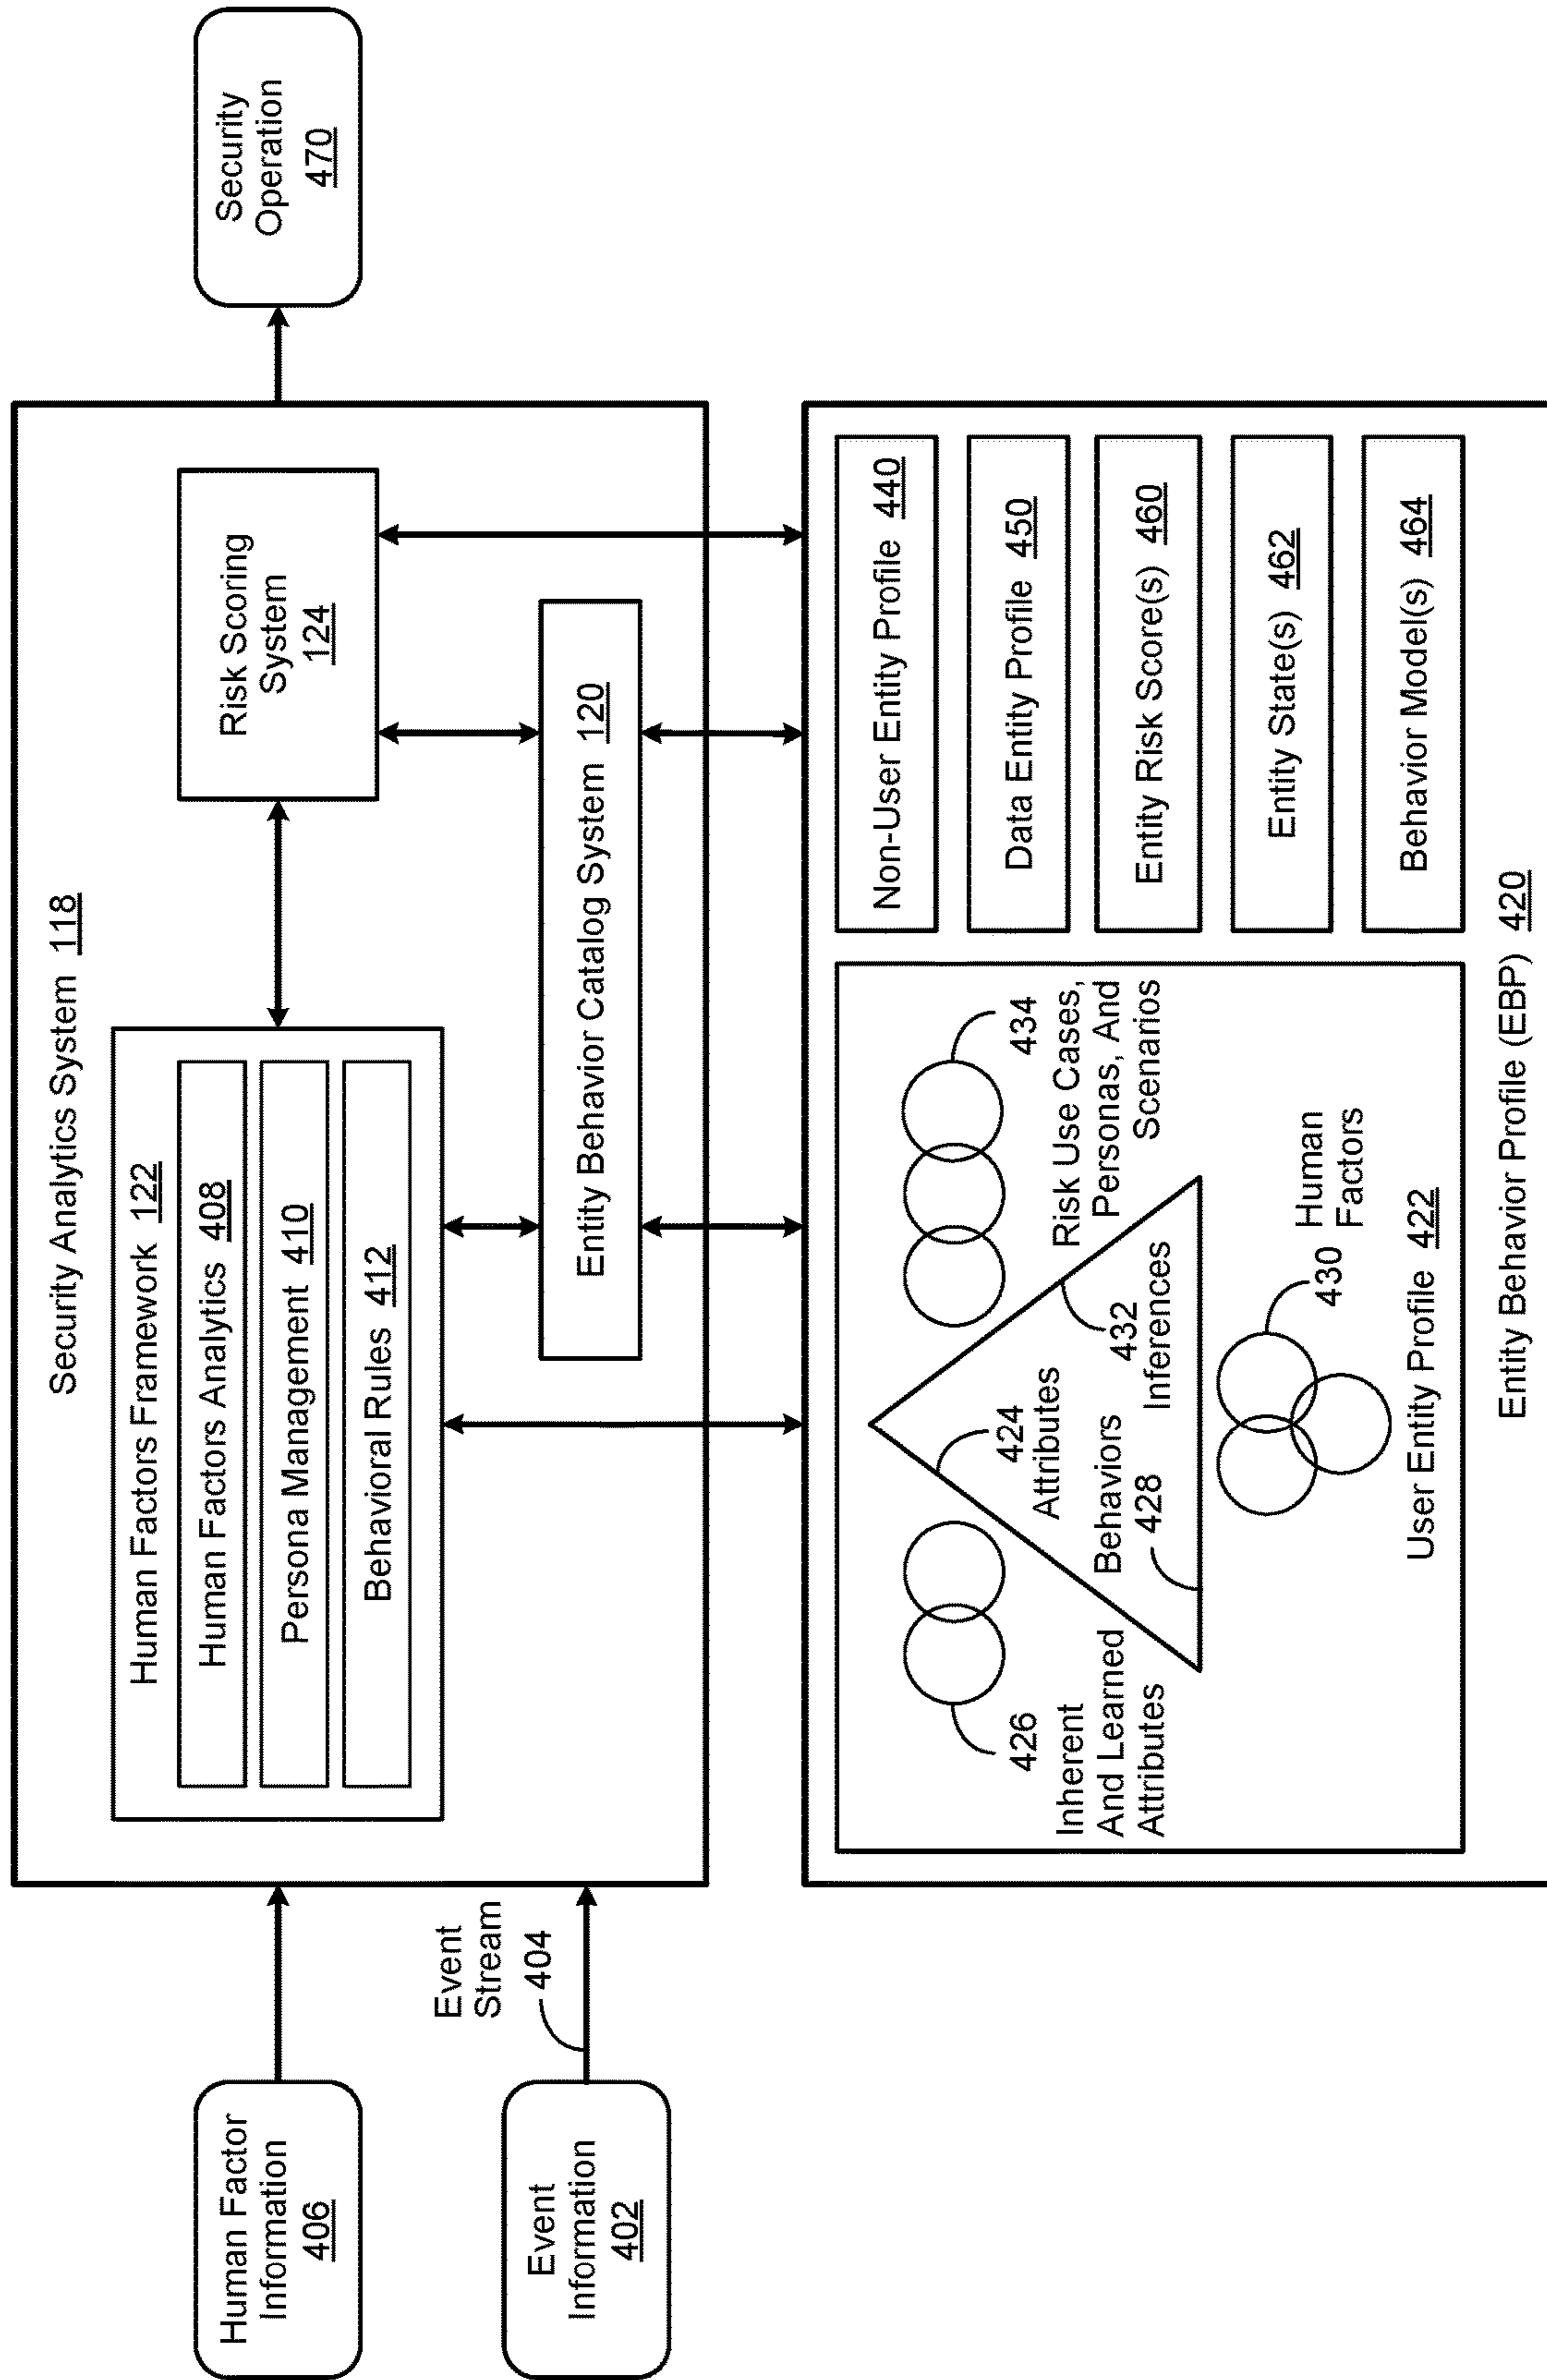 Security Analytics System 118
Human Factor
Information
406
Event
Information
402
Event
Stream
404
Human Factors Framework 122
Human Factors Analytics 408
Persona Management 410
Behavioral Rules 412
Risk Scoring
System
124
Entity Behavior Catalog System 120
Security
Operation
470
426
Inherent
And Learned
Attributes
424
Attributes
Behaviors
428
432
Inferences
434
Risk Use Cases,
Personas, And
Scenarios
430
Human
Factors
User Entity Profile 422
Non-User Entity Profile 440
Data Entity Profile 450
Entity Risk Score(s) 460
Entity State(s) 462
Behavior Model(s) 464
Entity Behavior Profile (EBP) 420